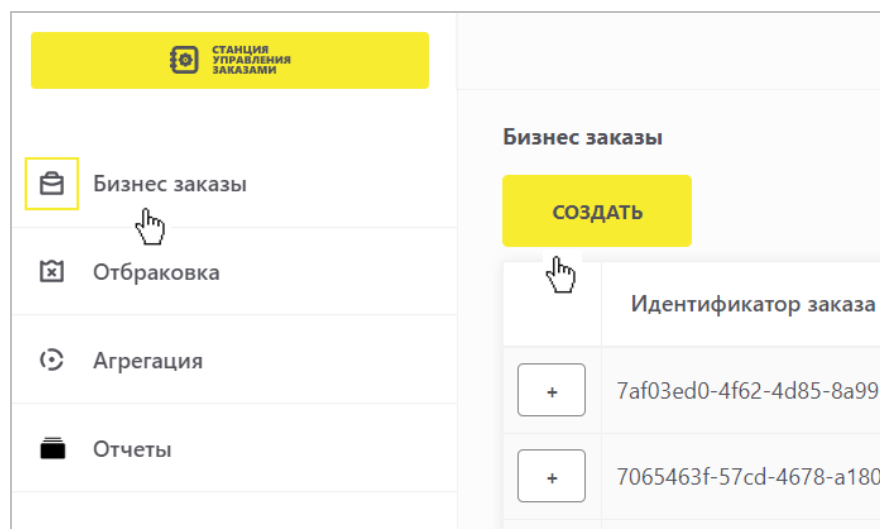 СТАНЦИЯ
УПРАВЛЕНИЯ
ЗАКАЗАМИ
Бизнес заказы
Отбраковка
Агрегация
Отчеты
Бизнес заказы
СОЗДАТЬ
Идентификатор заказа
+ 7af03ed0-4f62-4d85-8a99
+ 7065463f-57cd-4678-a180